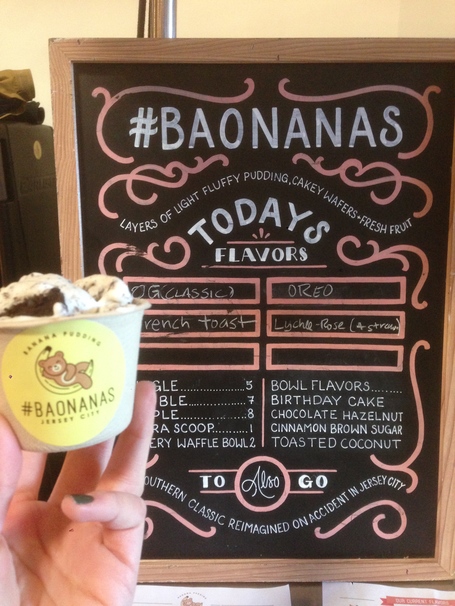 #BAONANAS
LAYERS OF LIGHT FLUFFY PUDDING, CAKEY WAFERS + FRESH FRUIT
TODAYS
FLAVORS
OG (CLASSIC)
OREO
French toast
Lychee-Rose
GLE..................5
BLE................7
PLE................8
RA SCOOP........1
ERY WAFFLE BOWL 2
BOWL FLAVORS........
BIRTHDAY CAKE
CHOCOLATE HAZELNUT
CINNAMON BROWN SUGAR
TOASTED COCONUT
TO Also GO
SOUTHERN CLASSIC REIMAGINED ON ACCIDENT IN JERSEY CITY
BANANA PUDDING
#BAONANAS
JERSEY CITY
OUR CURRENT FLAVORS